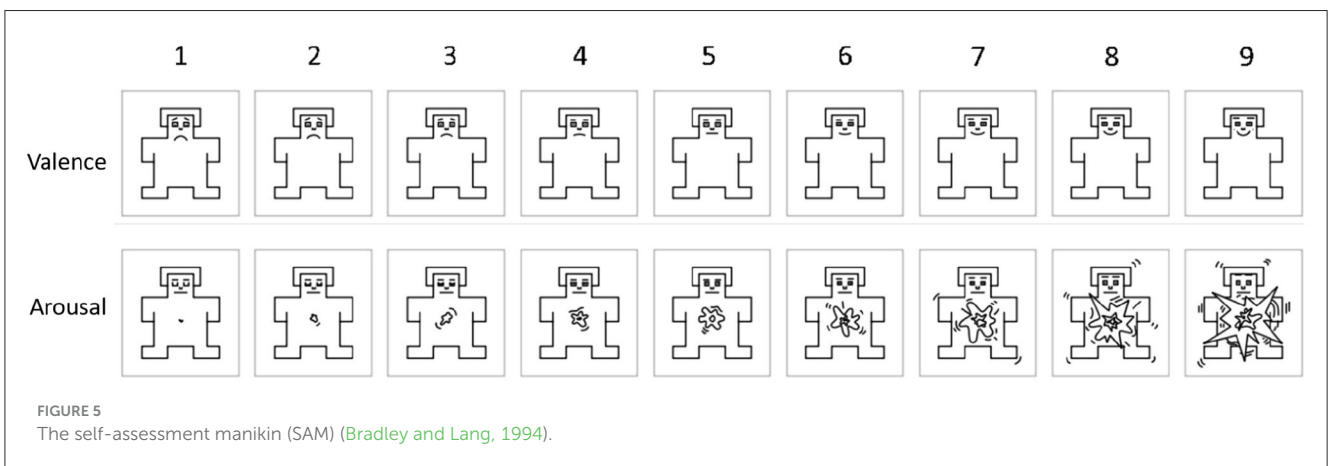 1 2 3 4 5 6 7 8 9
Valence
Arousal
FIGURE 5
The self-assessment manikin (SAM) (Bradley and Lang, 1994).